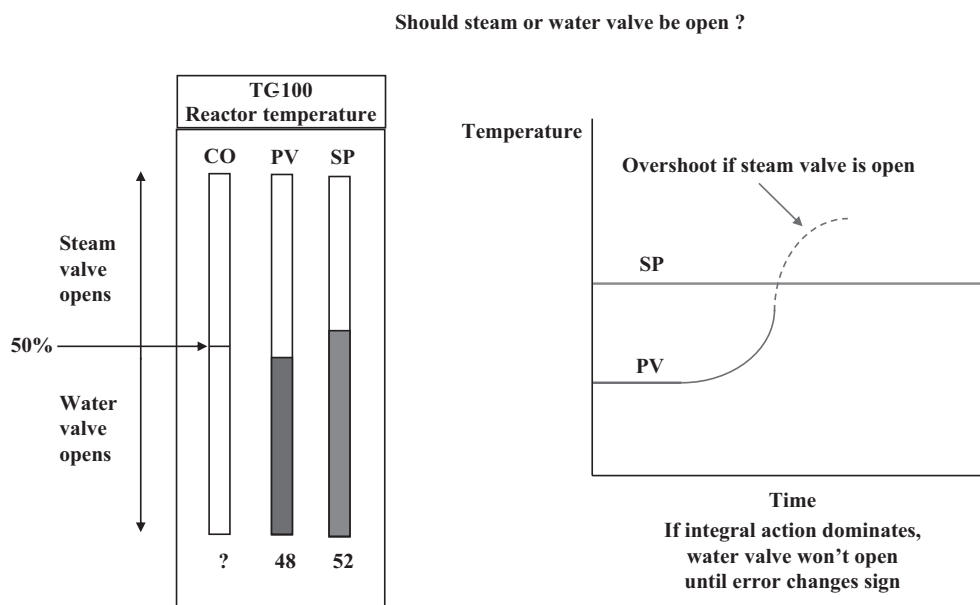 Should steam or water valve be open ?
TC-100
Reactor temperature
CO PV SP
Steam
valve
opens
50%
Water
valve
opens
? 48 52
Temperature
Overshoot if steam valve is open
SP
PV
Time
If integral action dominates,
water valve won’t open
until error changes sign